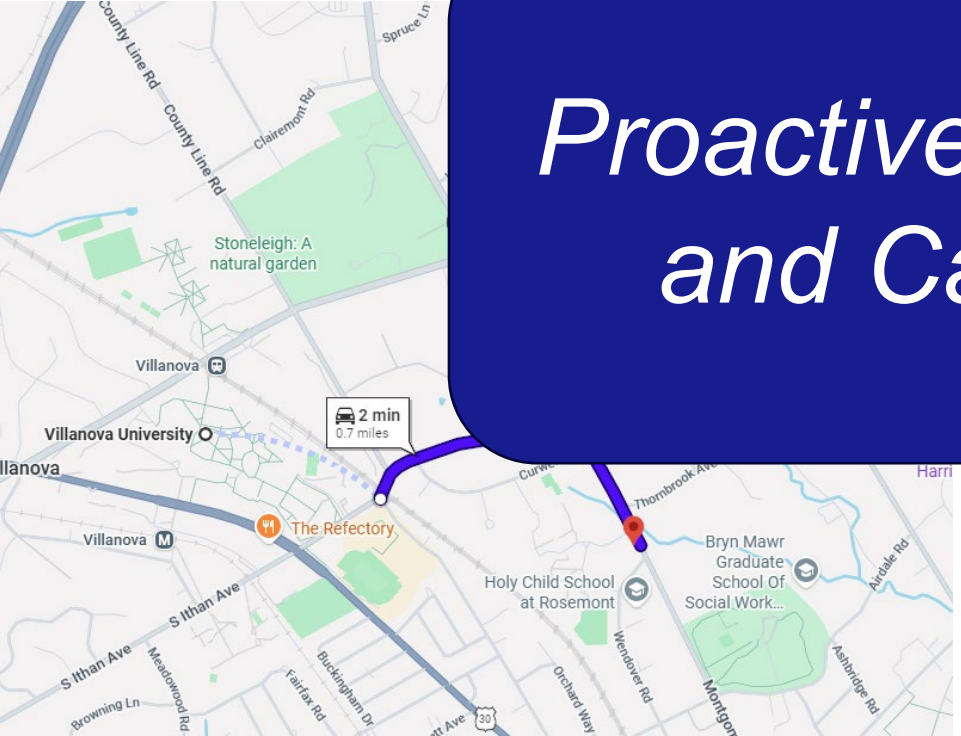 County Line Rd
Spruce Ln
Clairemont Rd
County Line Rd
Proactive
and Ca
Stoneleigh: A
natural garden
Villanova
2 min
0.7 miles
Villanova University
llanova
Curwe
Thornbrook Ave
Harri
The Refectory
Villanova M
Bryn Mawr
Graduate
School Of
Social Work...
Airdale Rd
Holy Child School
at Rosemont
S Ithan Ave
S Ithan Ave
Meadowood Rd
Browning Ln
Fairfax Rd
Buckingham Dr
Wendover Rd
Orchard Way
Ashbridge Rd
Montgom
tt Ave
30